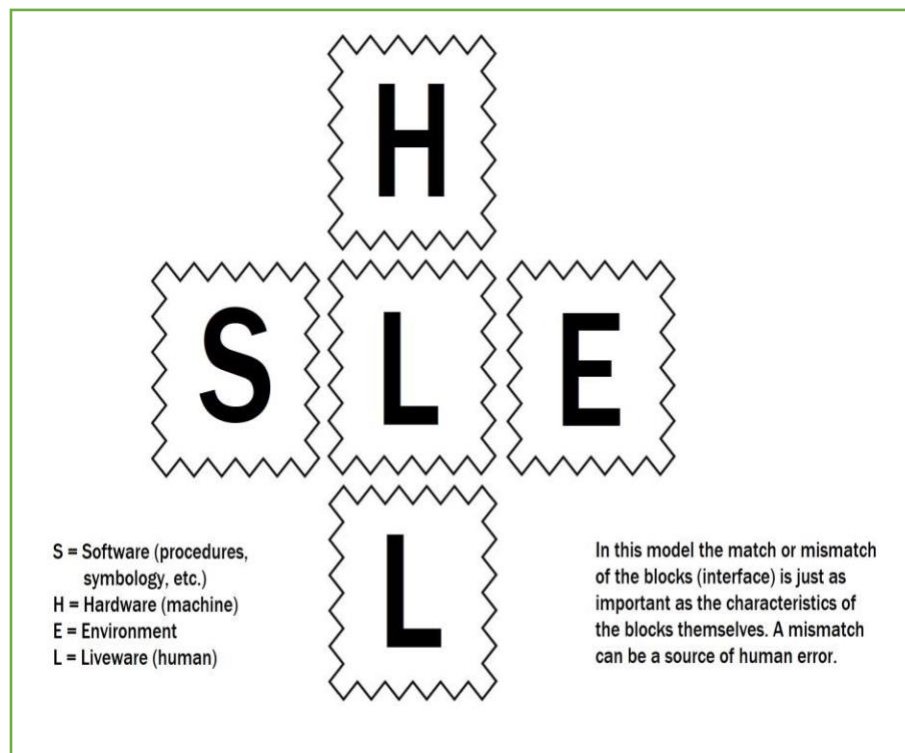 H
S L E
L
S = Software (procedures,
symbology, etc.)
H = Hardware (machine)
E = Environment
L = Liveware (human)
In this model the match or mismatch
of the blocks (interface) is just as
important as the characteristics of
the blocks themselves. A mismatch
can be a source of human error.